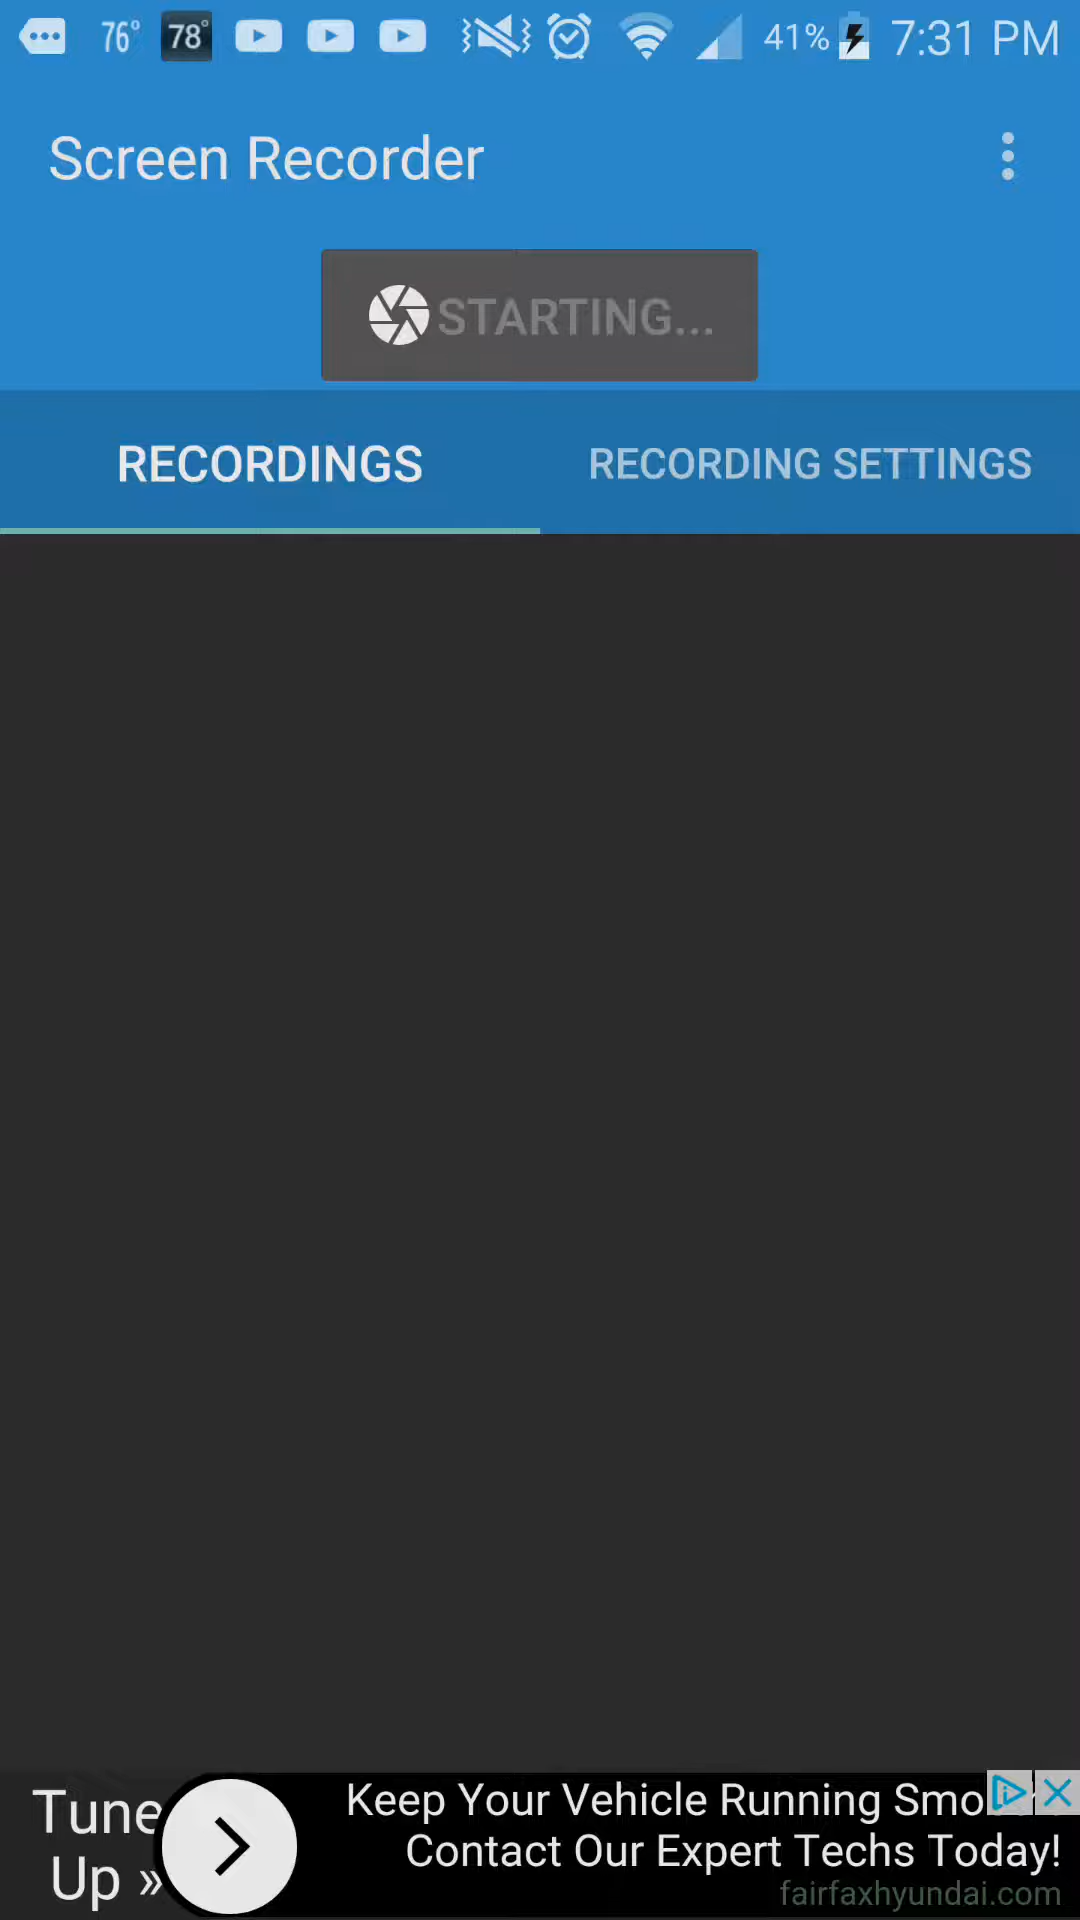 76° 78° 41% 7:31 PM
Screen Recorder
STARTING...
RECORDINGS RECORDING SETTINGS
Tune
Up »
Keep Your Vehicle Running Smo
Contact Our Expert Techs Today!
fairfaxhyundai.com